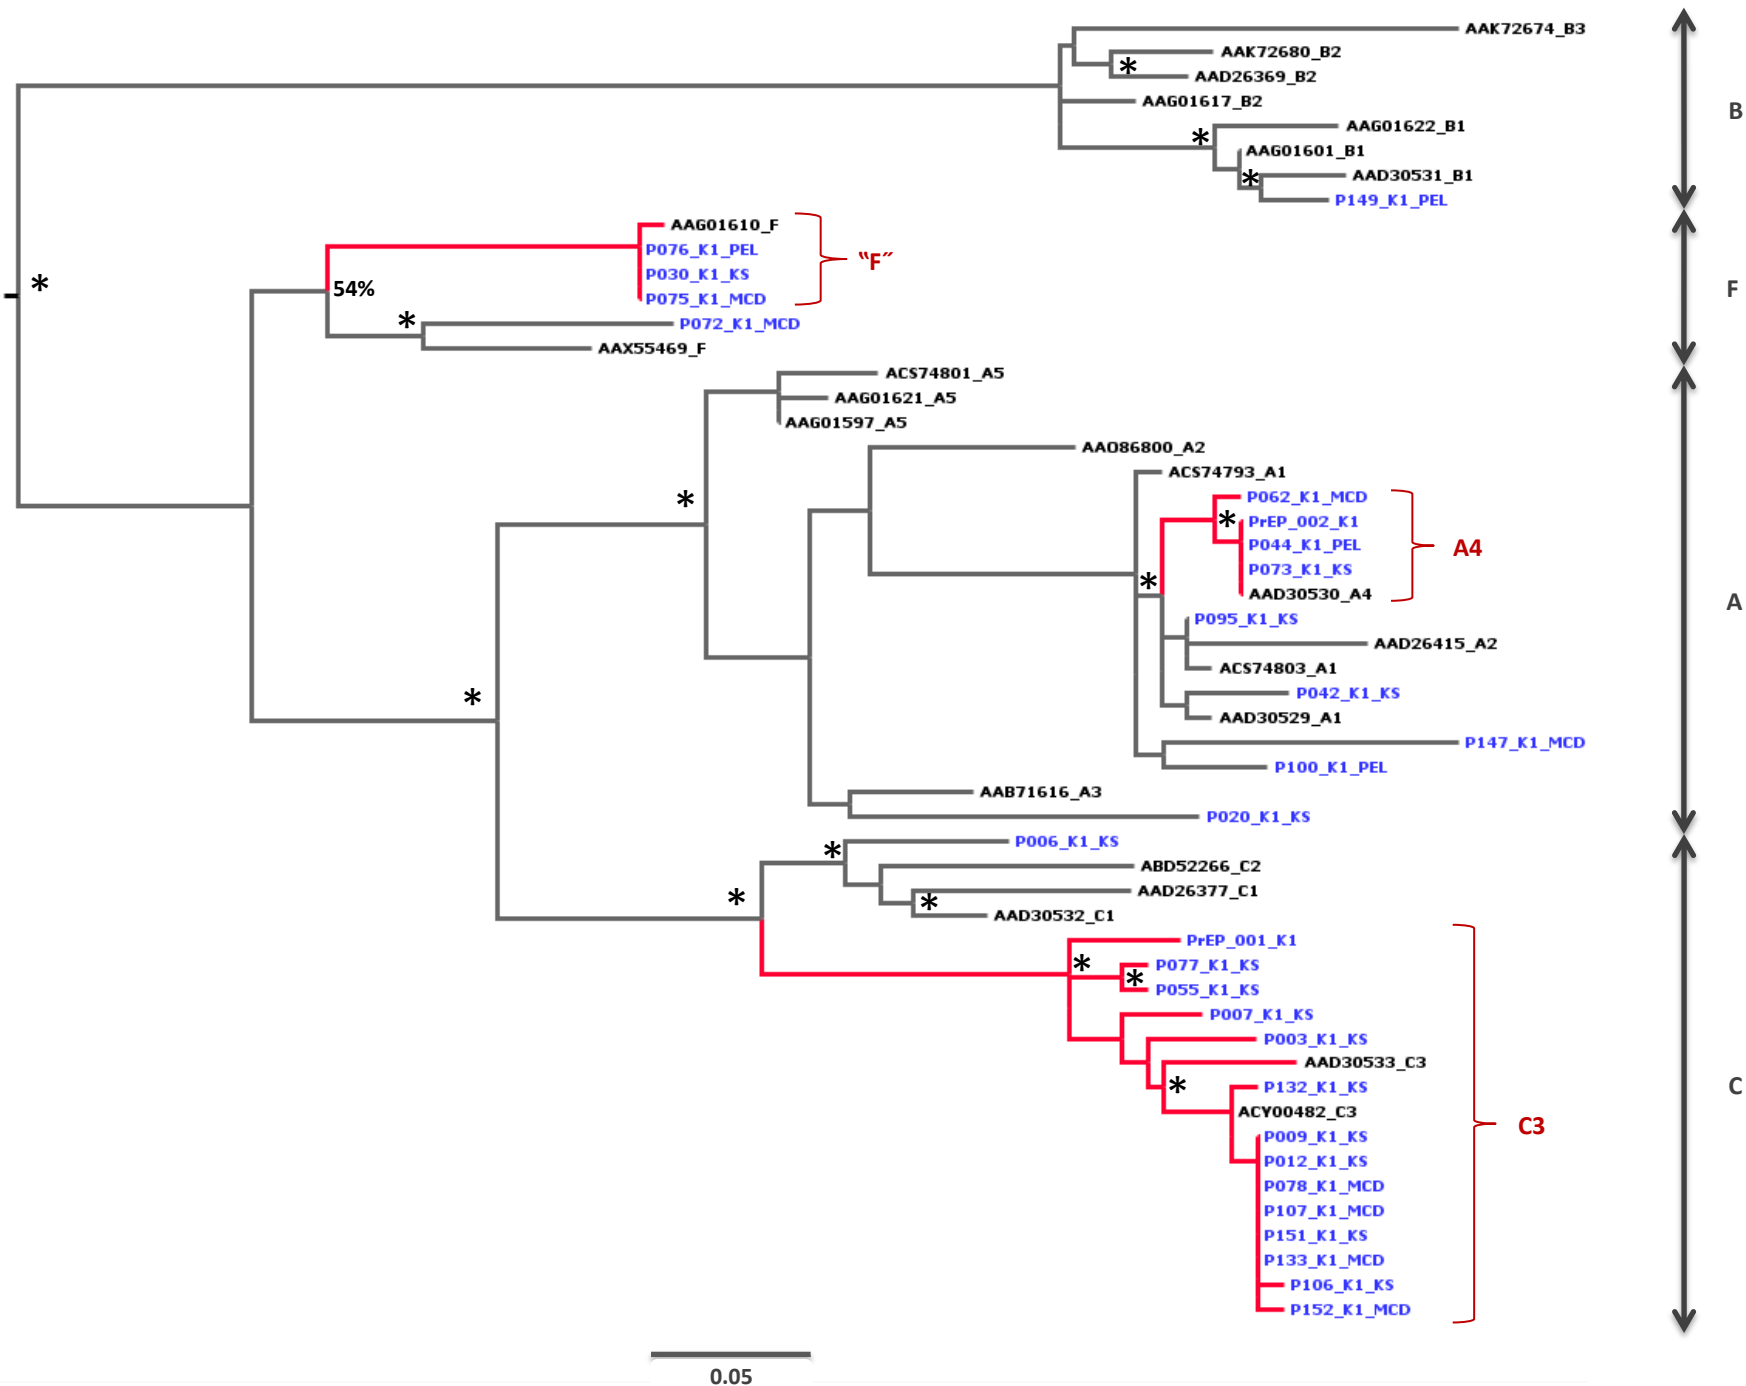 AAK72674_B3
AAK72680_B2
*
AAD26369_B2
AAG01617_B2
B
AAG01622_B1
*
AAG01601_B1
AAD30531_B1
*
P149_K1_PEL
AAG01610_F
P076_K1_PEL
"F"
P030_K1_KS
*
54%
F
P075_K1_MCD
*
P072_K1_MCD
AAX55469_F
ACS74801_A5
AAG01621_A5
AAG01597_A5
AAO86800_A2
ACS74793_A1
*
P062_K1_MCD
*
PrEP_002_K1
P044_K1_PEL
A4
P073_K1_KS
*
AAD30530_A4
A
P095_K1_KS
AAD26415_A2
ACS74803_A1
*
P042_K1_KS
AAD30529_A1
P147_K1_MCD
P100_K1_PEL
AAB71616_A3
P020_K1_KS
P006_K1_KS
*
ABD52266_C2
AAD26377_C1
*
*
AAD30532_C1
PrEP_001_K1
*
P077_K1_KS
*
P055_K1_KS
P007_K1_KS
P003_K1_KS
AAD30533_C3
*
P132_K1_KS
C
ACY00482_C3
C3
P009_K1_KS
P012_K1_KS
P078_K1_MCD
P107_K1_MCD
P151_K1_KS
P133_K1_MCD
P106_K1_KS
P152_K1_MCD
0.05